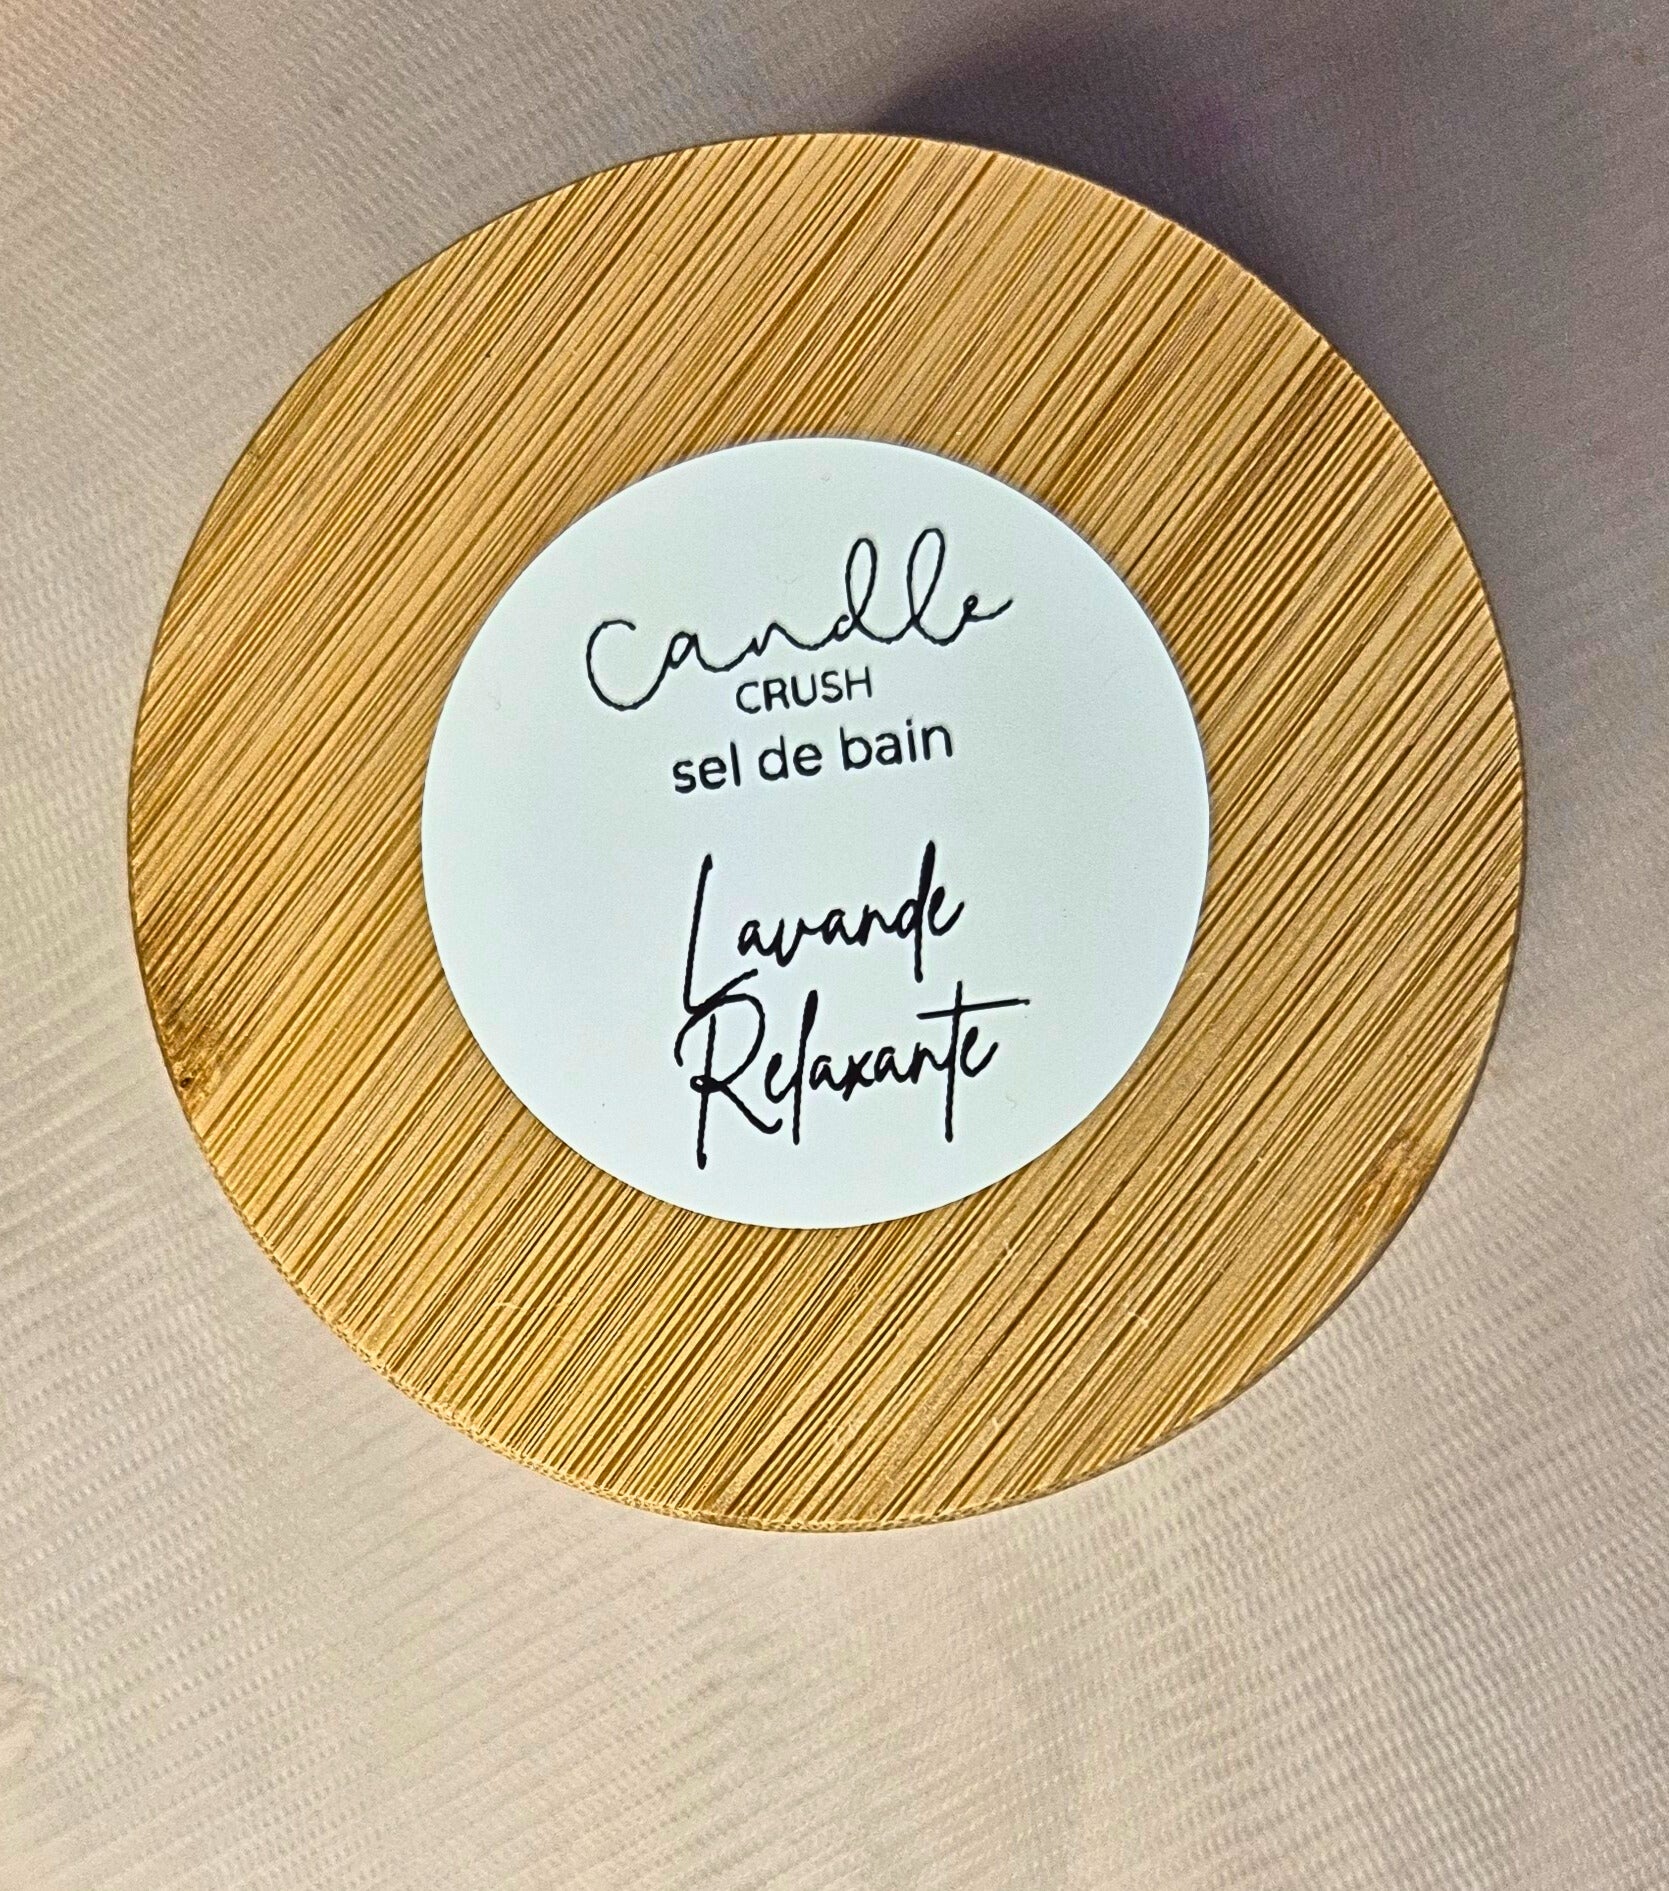 Candle
CRUSH
sel de bain
Lavande
Relaxante